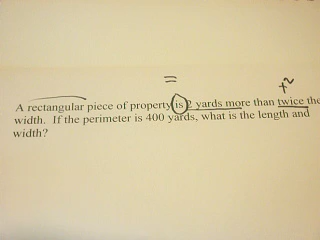 =
+2
A rectangular piece of property is 2 yards more than twice the
width. If the perimeter is 400 yards, what is the length and
width?